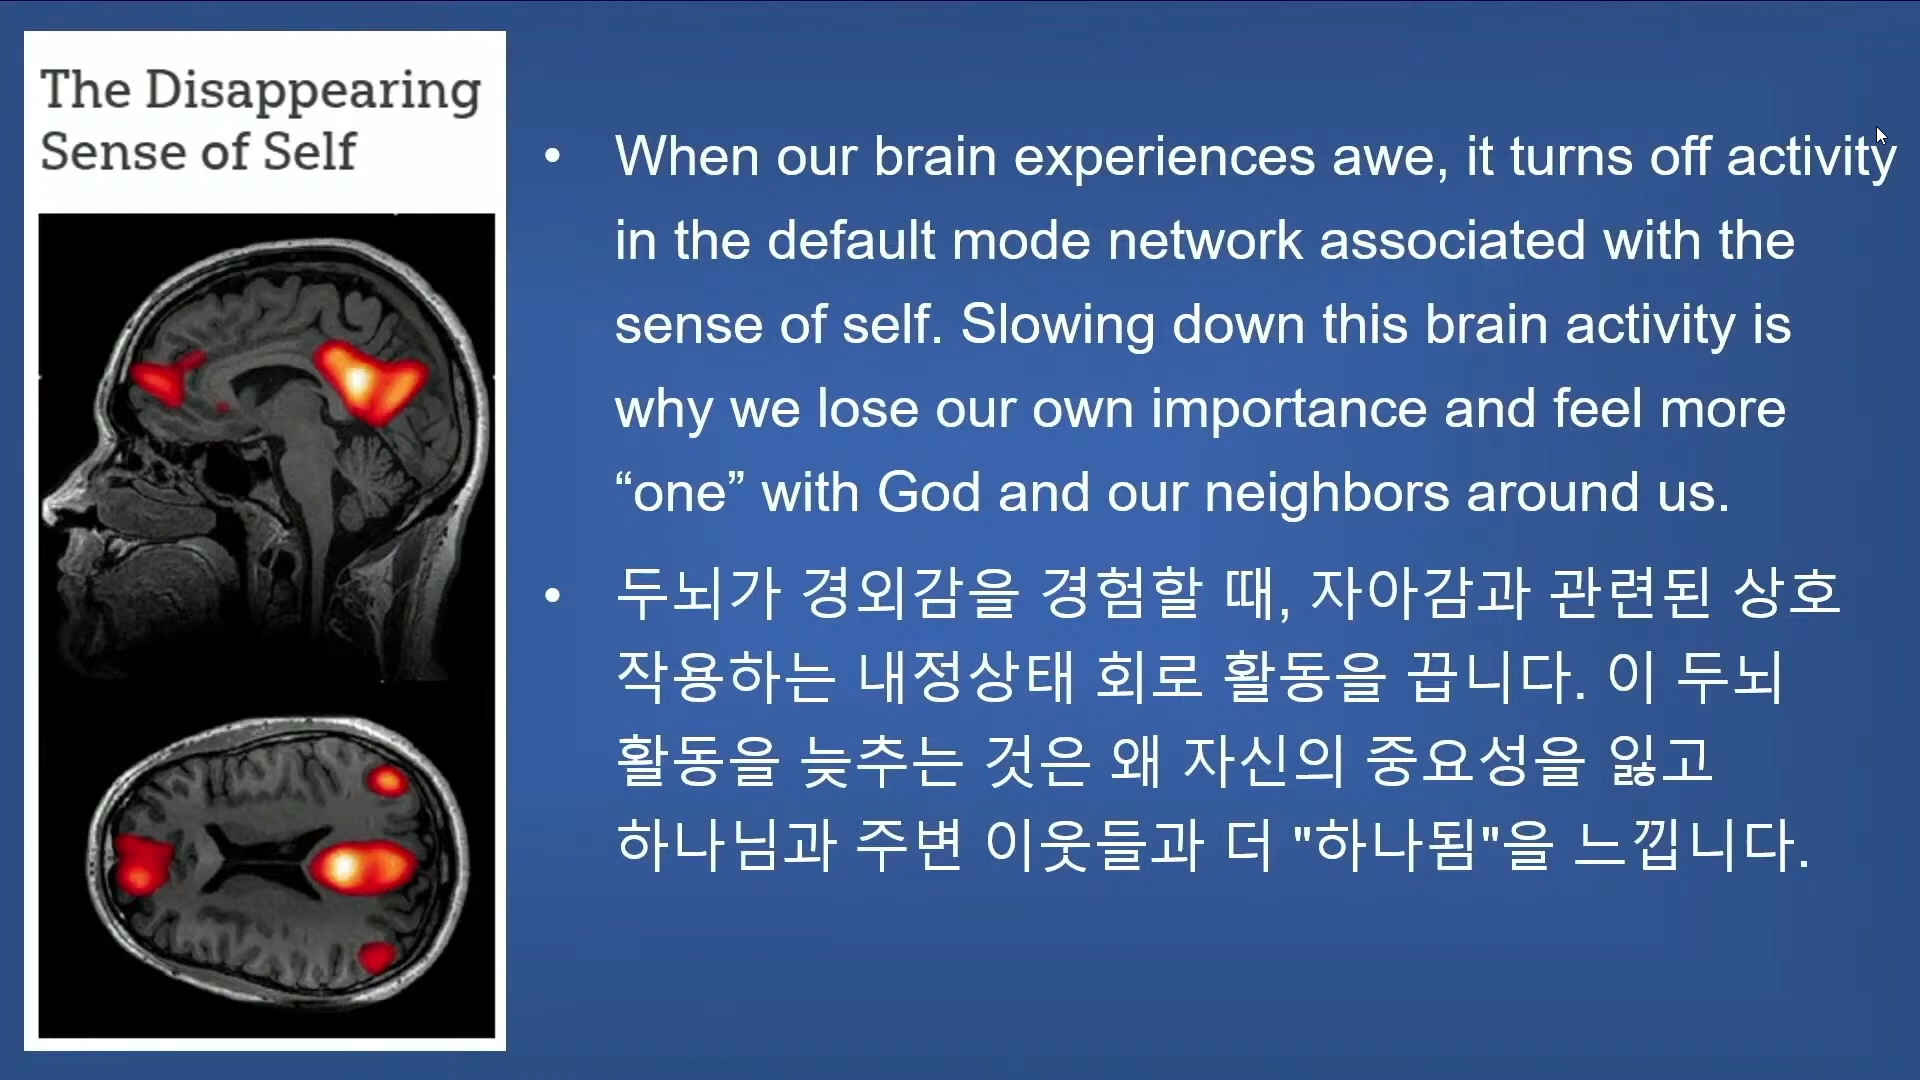 The Disappearing
Sense of Self
• When our brain experiences awe, it turns off activity
in the default mode network associated with the
sense of self. Slowing down this brain activity is
why we lose our own importance and feel more
“one” with God and our neighbors around us.
• 두뇌가 경외감을 경험할 때, 자아감과 관련된 상호
작용하는 내정상태 회로 활동을 끕니다. 이 두뇌
활동을 늦추는 것은 왜 자신의 중요성을 잃고
하나님과 주변 이웃들과 더 "하나됨"을 느낍니다.